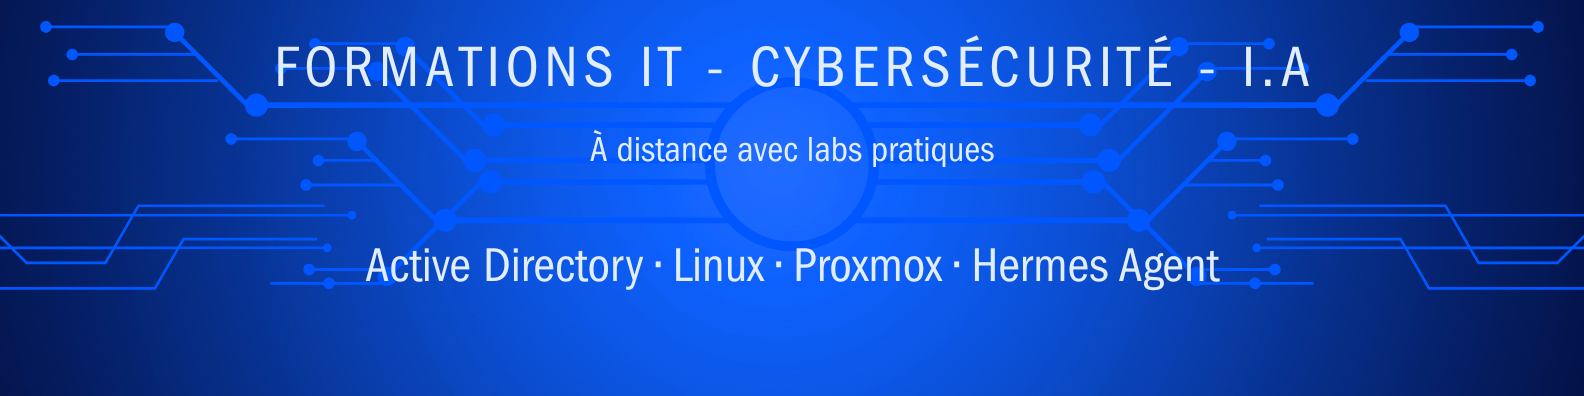 FORMATIONS IT - CYBERSÉCURITÉ - I.A
À distance avec labs pratiques
Active Directory · Linux · Proxmox · Hermes Agent